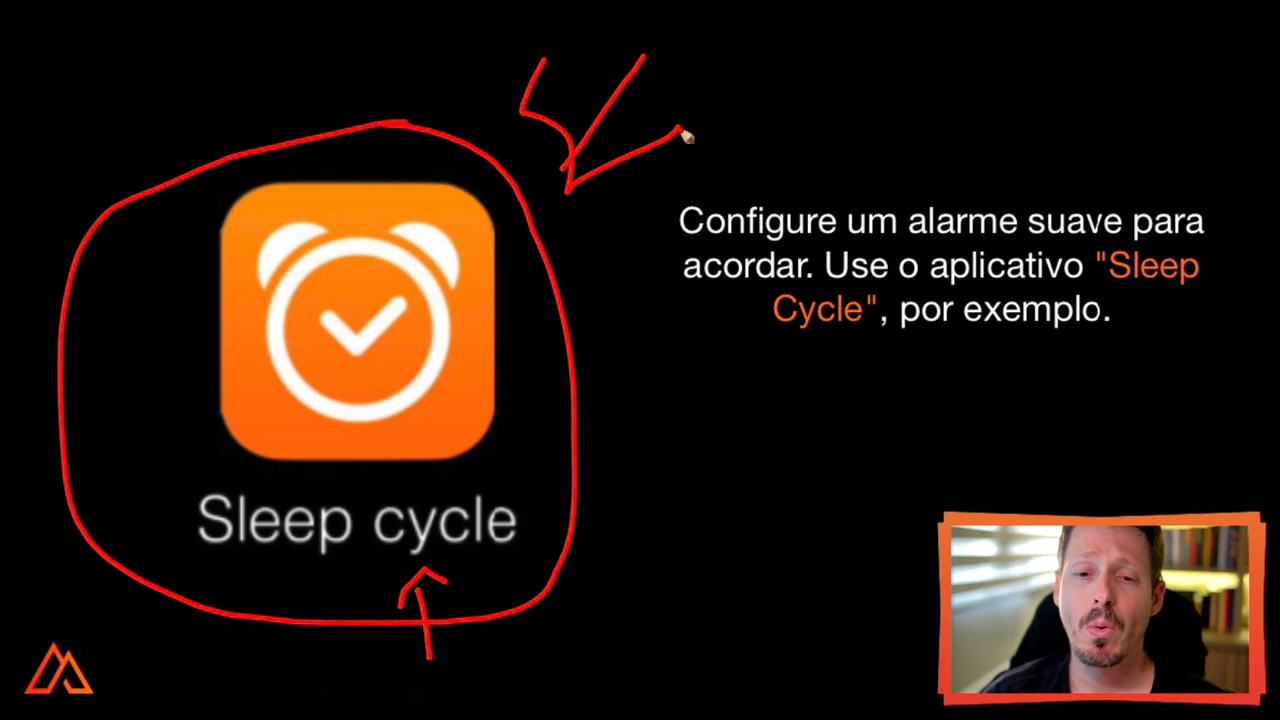 Sleep cycle
Configure um alarme suave para
acordar. Use o aplicativo "Sleep
Cycle", por exemplo.